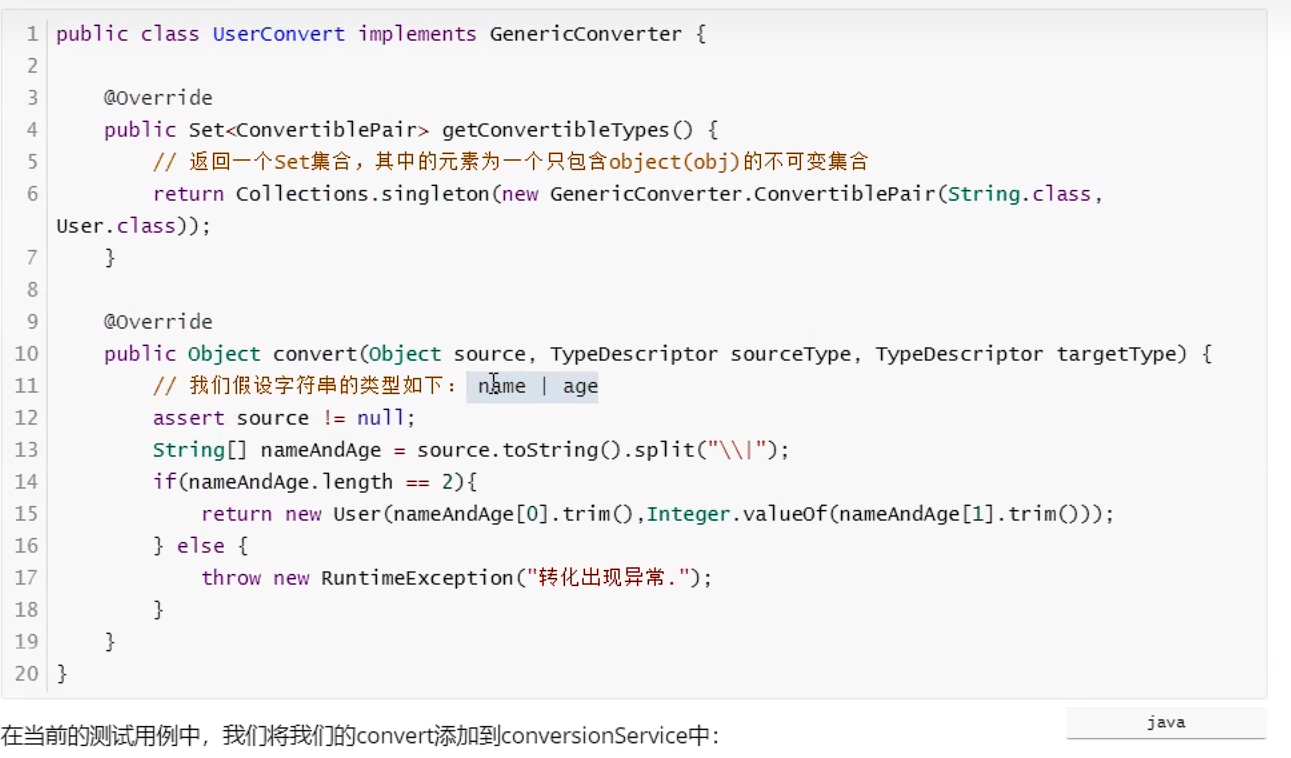 1 public class UserConvert implements GenericConverter {
2
3 @Override
4 public Set<ConvertiblePair> getConvertibleTypes() {
5 // 返回一个Set集合，其中的元素为一个只包含object(obj)的不可变集合
6 return Collections.singleton(new GenericConverter.ConvertiblePair(String.class,
User.class));
7 }
8
9 @Override
10 public Object convert(Object source, TypeDescriptor sourceType, TypeDescriptor targetType) {
11 // 我们假设字符串的类型如下： name | age
12 assert source != null;
13 String[] nameAndAge = source.toString().split("\\|");
14 if(nameAndAge.length == 2){
15 return new User(nameAndAge[0].trim(),Integer.valueOf(nameAndAge[1].trim()));
16 } else {
17 throw new RuntimeException("转化出现异常.");
18 }
19 }
20 }
java
在当前的测试用例中，我们将我们的convert添加到conversionService中：